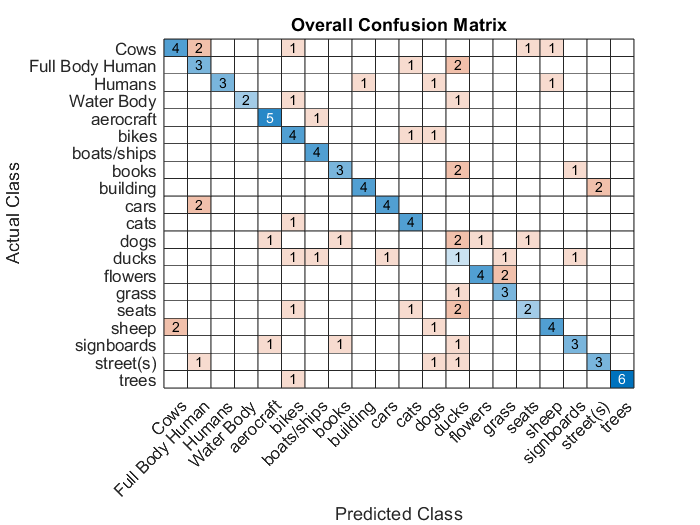 Overall Confusion Matrix
Actual Class
Cows 4 2 1 1 1
Full Body Human 3 1 2
Humans 3 1 1 1
Water Body 2 1 1
aerocraft 5 1
bikes 4 1 1
boats/ships 4
books 3 2 1
building 4 2
cars 2 4
cats 1 4
dogs 1 1 2 1 1
ducks 1 1 1 1 1 1
flowers 4 2
grass 1 3
seats 1 1 2 2
sheep 2 1 4
signboards 1 1 1 3
street(s) 1 1 1 3
trees 1 6
Cows Full Body Human Humans Water Body aerocraft bikes boats/ships books building cars cats dogs ducks flowers grass seats sheep signboards street(s) trees
Predicted Class